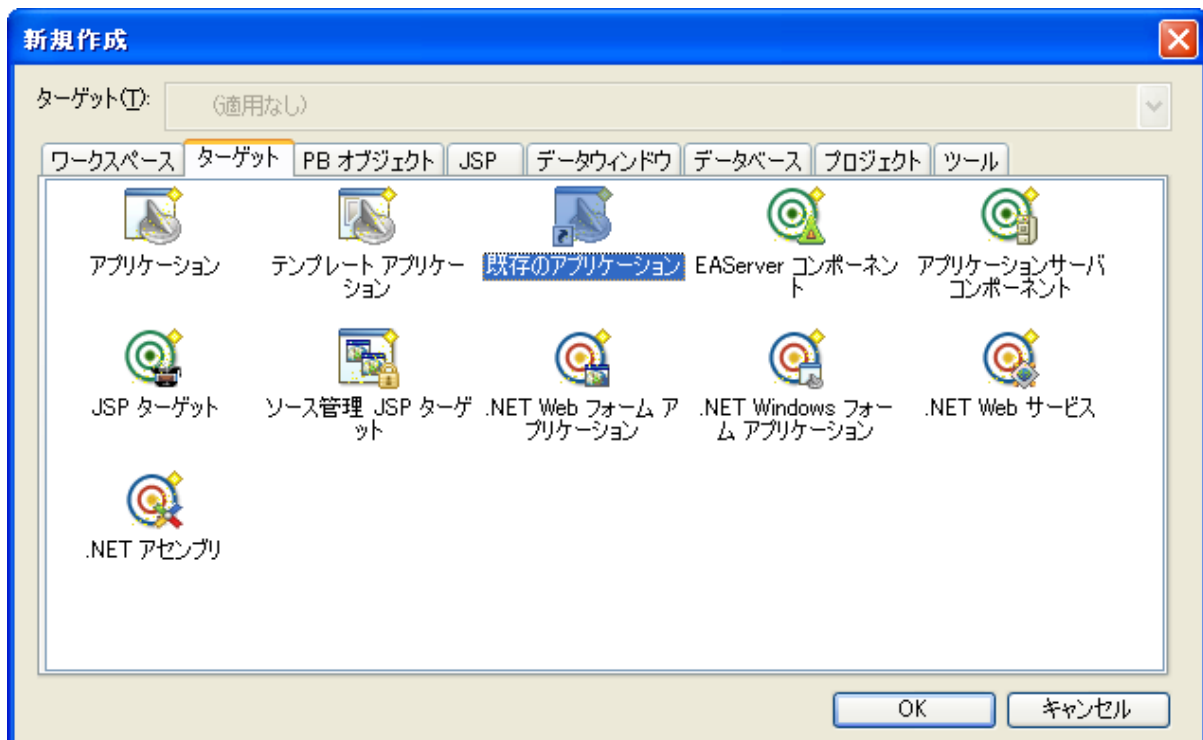 新規作成
ターゲット(T):
(適用なし)
ワークスペース ターゲット PB オブジェクト JSP データウィンドウ データベース プロジェクト ツール
アプリケーション
テンプレート アプリケー
ション
既存のアプリケーション
EAServer コンポーネン
ト
アプリケーションサーバ
コンポーネント
JSP ターゲット
ソース管理 JSP ターゲ
ット
.NET Web フォーム ア
プリケーション
.NET Windows フォー
ム アプリケーション
.NET Web サービス
.NET アセンブリ
OK
キャンセル